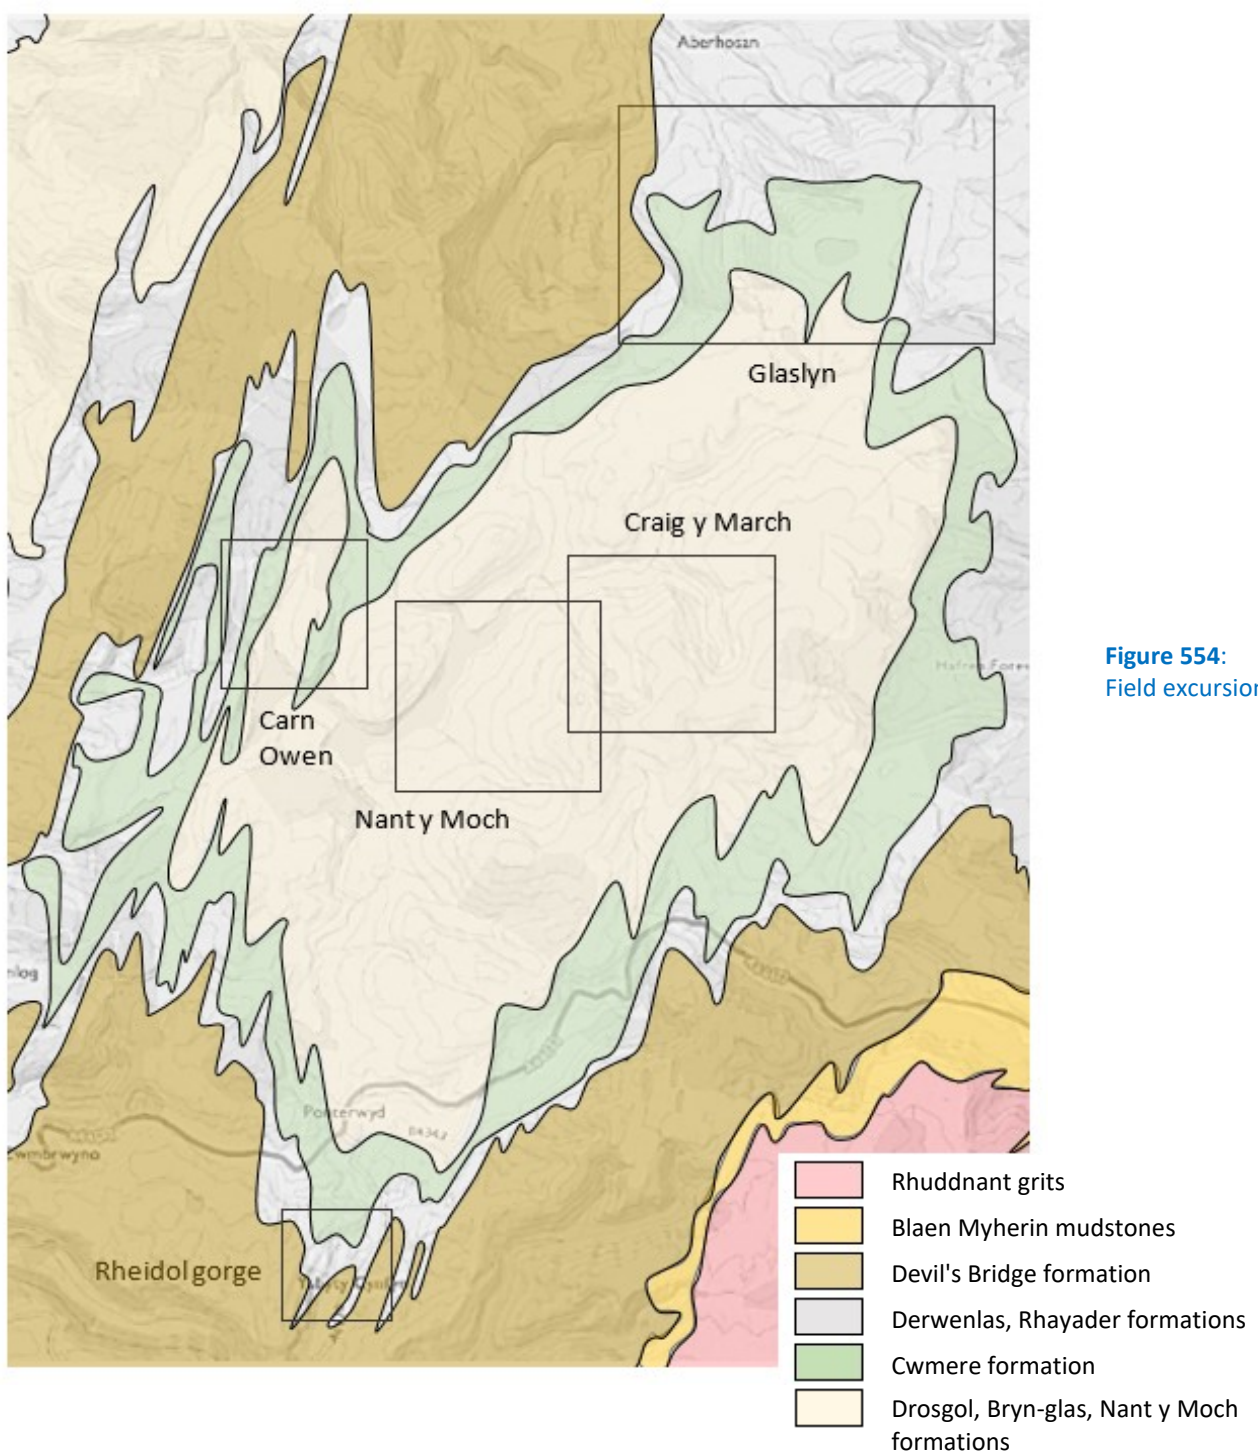 Aberhosan
Glaslyn
Craig y March
Carn
Owen
Nant y Moch
Ponterwyd
Rheidol gorge
Figure 554:
Field excursion
Rhuddnant grits
Blaen Myherin mudstones
Devil's Bridge formation
Derwenlas, Rhayader formations
Cwmere formation
Drosgol, Bryn-glas, Nant y Moch
formations